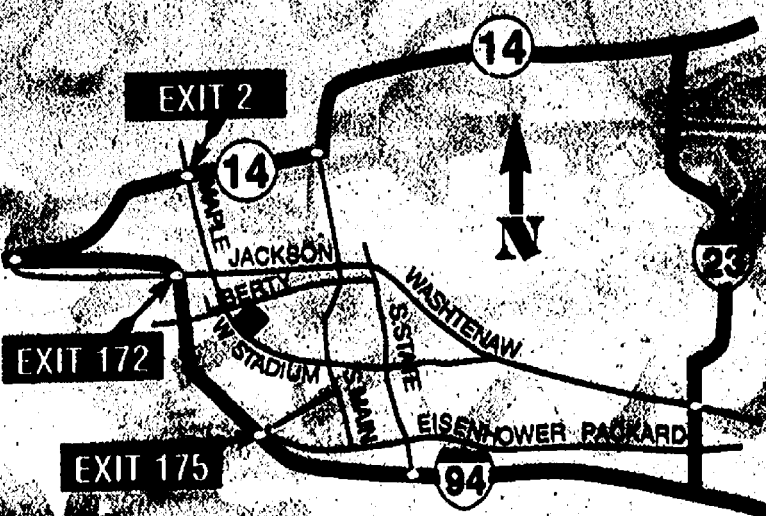 14
EXIT 2
14
MAPLE
N
JACKSON
23
LIBERTY
WASHTENAW
S. STATE
EXIT 172
W. STADIUM
S. MAIN
EISENHOWER PACKARD
EXIT 175
94